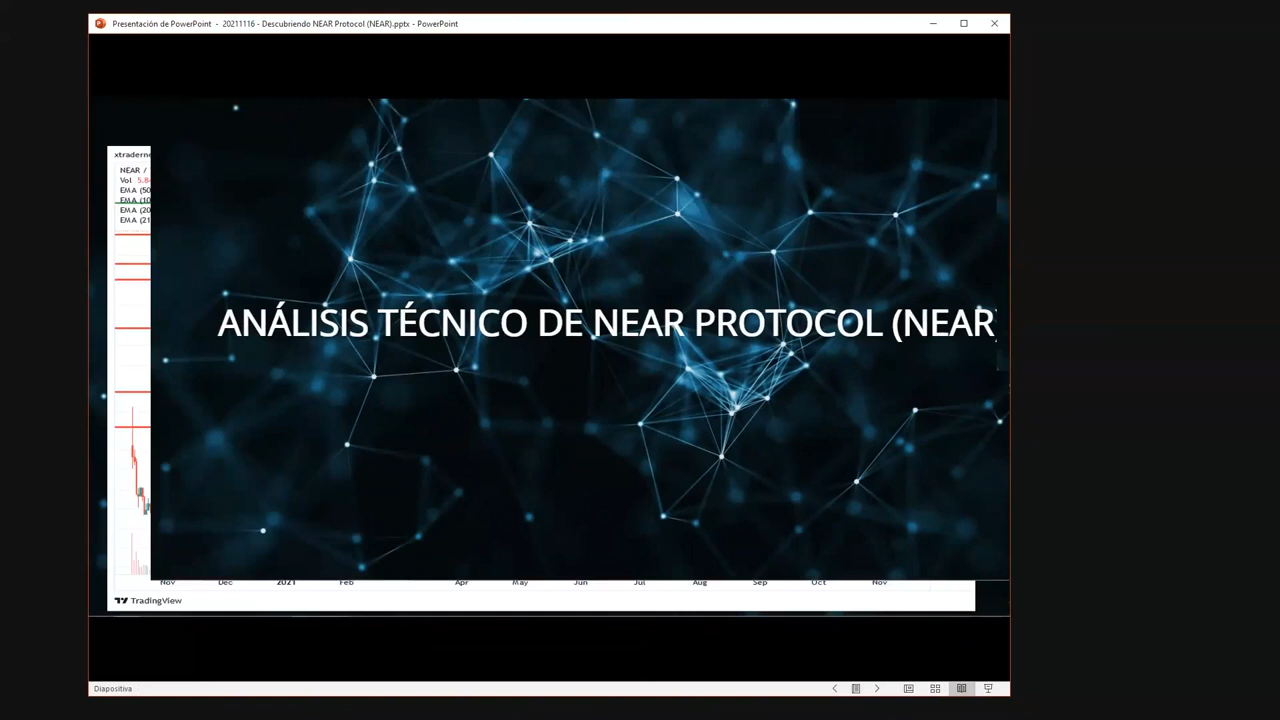 Presentación de PowerPoint - 20211116 - Descubriendo NEAR Protocol (NEAR).pptx - PowerPoint
NEAR /
Vol 5.8
EMA (50
EMA (10
EMA (20
EMA (21
ANÁLISIS TÉCNICO DE NEAR PROTOCOL (NEAR)
Nov Dec 2021 Feb Apr May Jun Jul Aug Sep Oct Nov
TradingView
Diapositiva